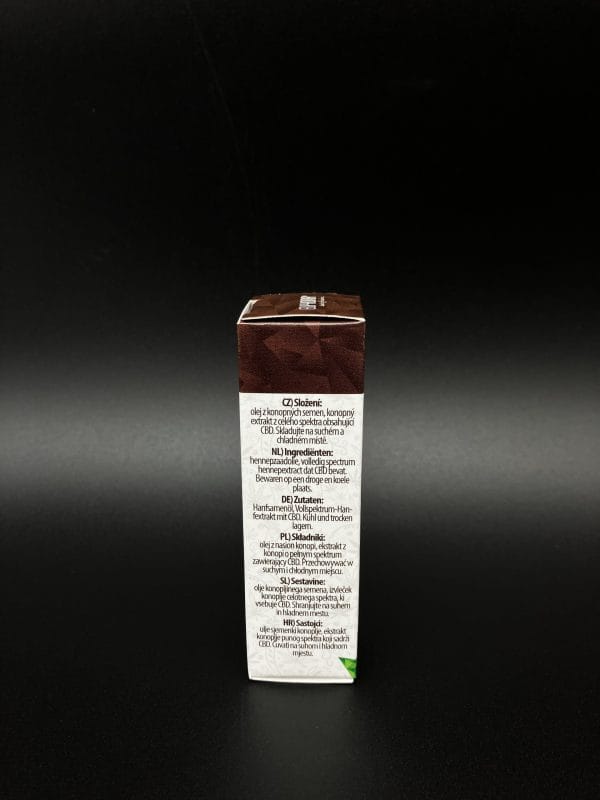 CZ) Složení:
olej z konopných semen, konopný
extrakt z celého spektra obsahující
CBD. Skladujte na suchém a
chladném místě.
NL) Ingrediënten:
hennepzaadolie, volledig spectrum
hennepextract dat CBD bevat.
Bewaren op een droge en koele
plaats.
DE) Zutaten:
Hanfsamenöl, Vollspektrum-Han-
fextrakt mit CBD. Kühl und trocken
lagern.
PL) Składniki:
olej z nasion konopi, ekstrakt z
konopi o pełnym spektrum
zawierający CBD. Przechowywać w
suchym i chłodnym miejscu.
SL) Sestavine:
olje konopljinega semena, izvleček
konoplje celotnega spektra, ki
vsebuje CBD. Shranjujte na suhem
in hladnem mestu.
HR) Sastojci:
ulje sjemenki konoplje, ekstrakt
konoplje punog spektra koji sadrži
CBD. Čuvati na suhom i hladnom
mjestu.